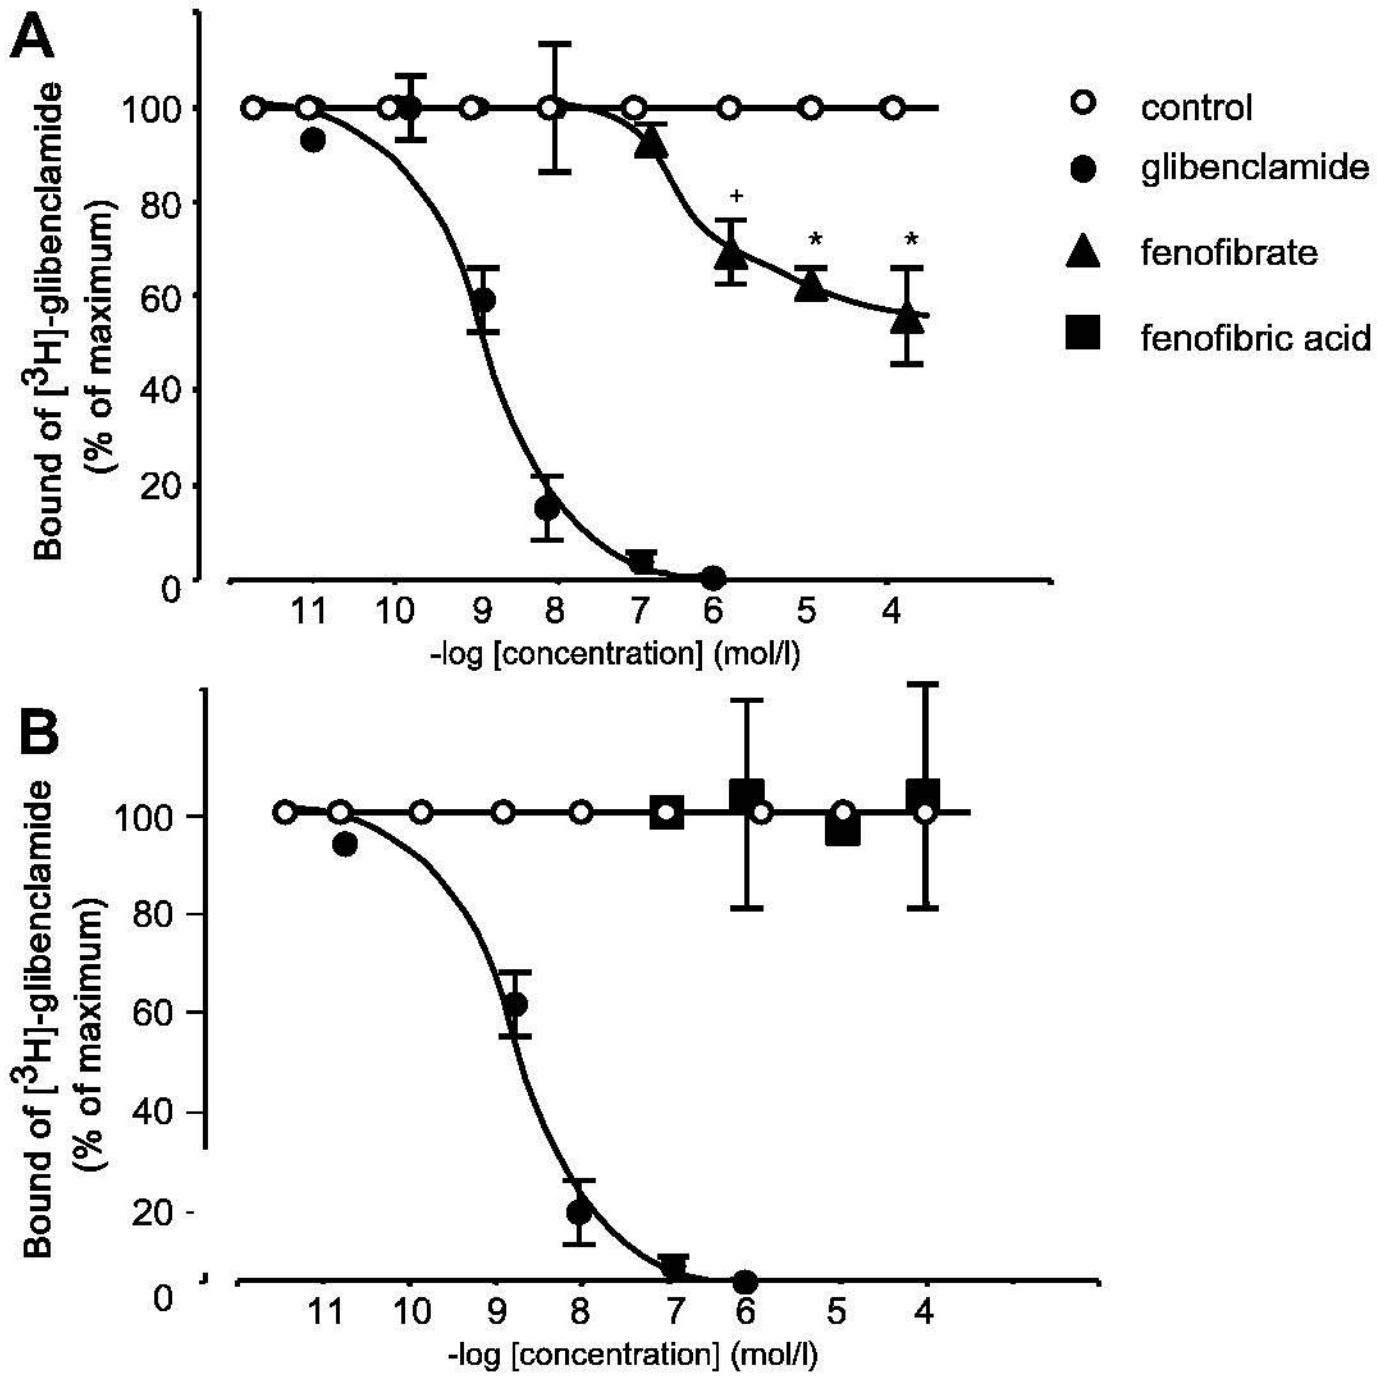 A
Bound of [³H]-glibenclamide
(% of maximum)
100
80
60
40
20
0
+
*
*
11 10 9 8 7 6 5 4
-log [concentration] (mol/l)
control
glibenclamide
fenofibrate
fenofibric acid
B
Bound of [³H]-glibenclamide
(% of maximum)
100
80
60
40
20
0
11 10 9 8 7 6 5 4
-log [concentration] (mol/l)